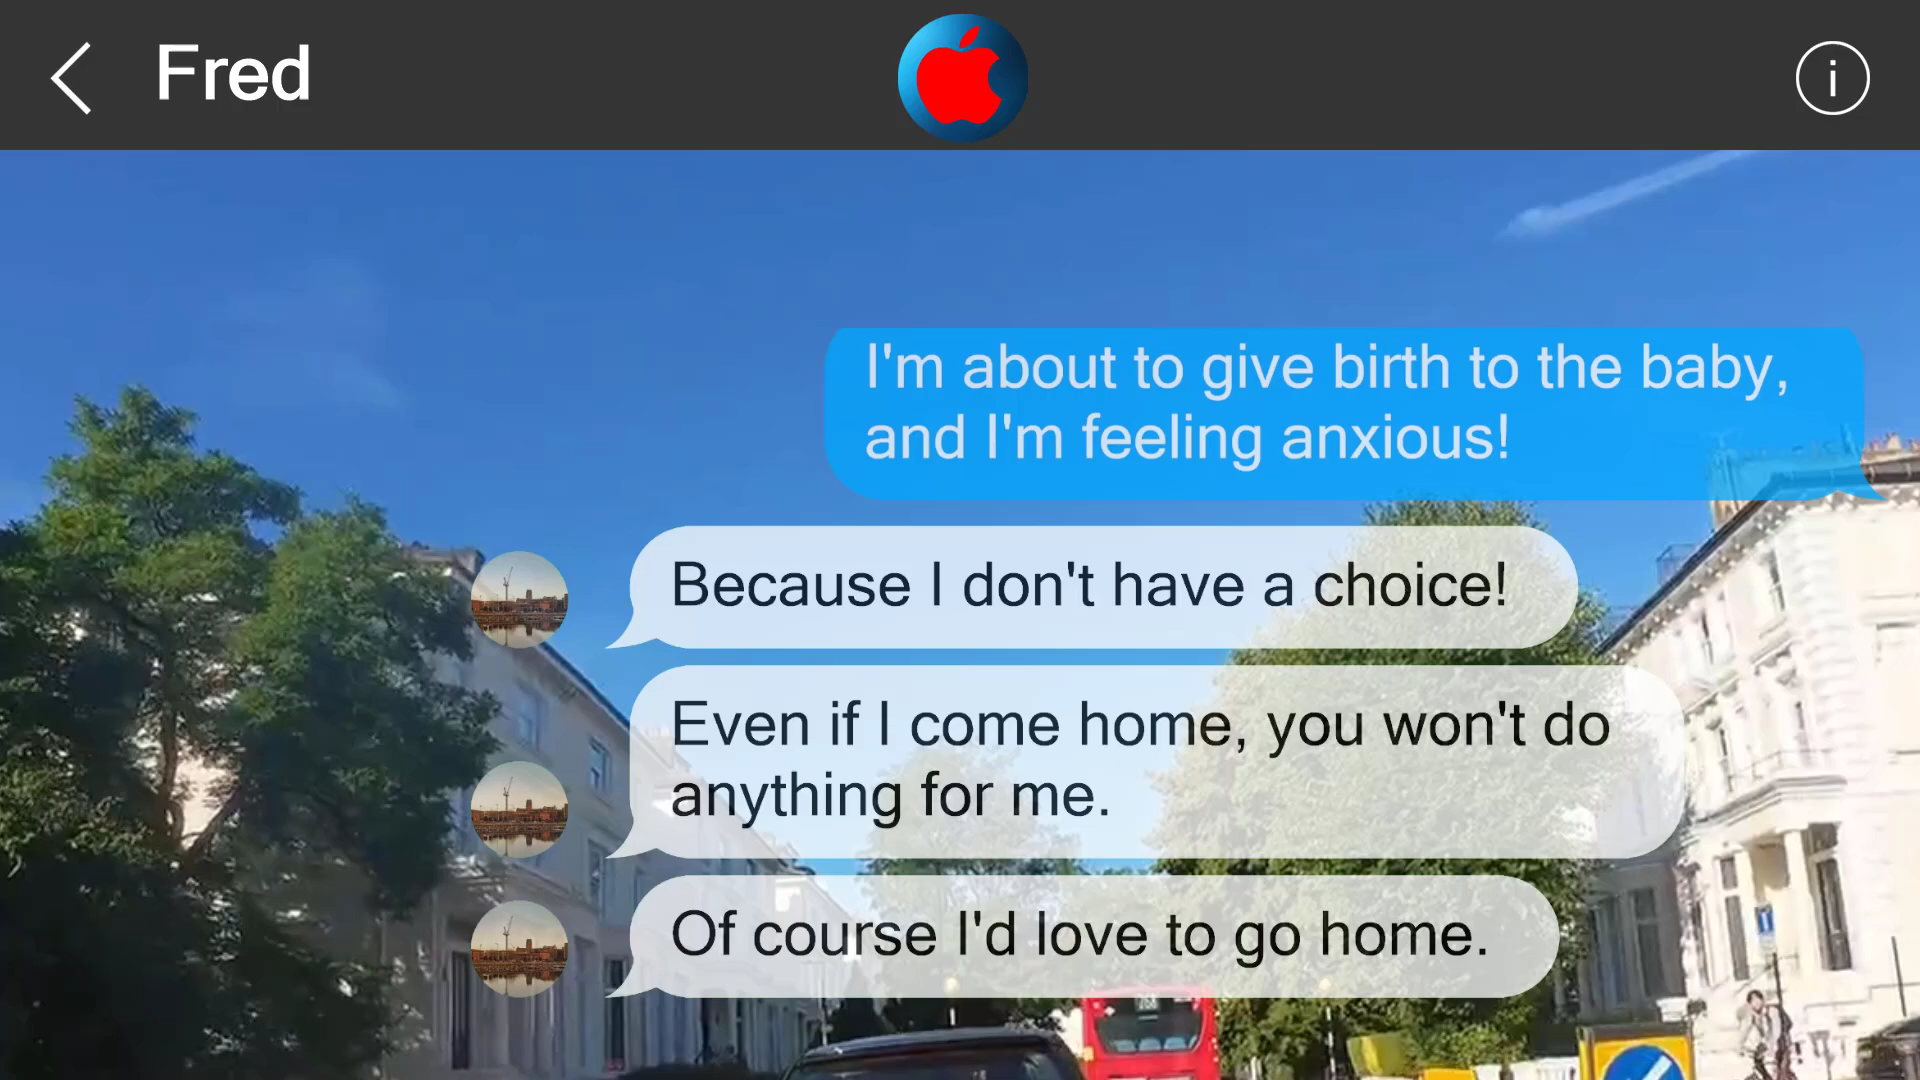 Fred
i
I'm about to give birth to the baby,
and I'm feeling anxious!
Because I don't have a choice!
Even if I come home, you won't do
anything for me.
Of course I'd love to go home.